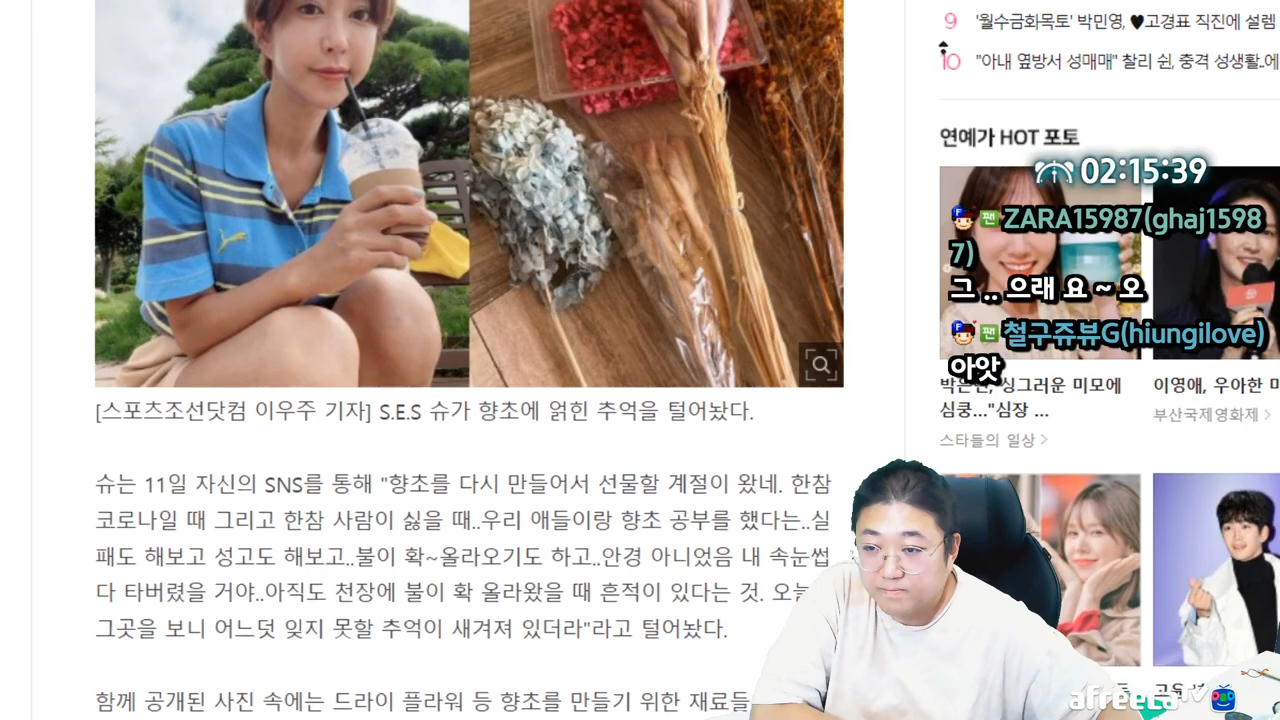 9 '월수금화목토' 박민영, ♥고경표 직진에 설렘
10 "아내 옆방서 성매매" 찰리 쉰, 충격 성생활..에
연예가 HOT 포토
02:15:39
F 팬 ZARA15987(ghaj1598
7)
그 .. 으래 요 ~ 오
F 팬 철구쥬뷰G(hiungilove)
아앗
싱그러운 미모에
심쿵..."심장 ...
스타들의 일상 >
이영애, 우아한
부산국제영화제 >
[스포츠조선닷컴 이우주 기자] S.E.S 슈가 향초에 얽힌 추억을 털어놨다.
슈는 11일 자신의 SNS를 통해 "향초를 다시 만들어서 선물할 계절이 왔네. 한참
코로나일 때 그리고 한참 사람이 싫을 때..우리 애들이랑 향초 공부를 했다는..실
패도 해보고 성고도 해보고..불이 확~올라오기도 하고..안경 아니었음 내 속눈썹
다 타버렸을 거야..아직도 천장에 불이 확 올라왔을 때 흔적이 있다는 것. 오늘
그곳을 보니 어느덧 잊지 못할 추억이 새겨져 있더라"라고 털어놨다.
함께 공개된 사진 속에는 드라이 플라워 등 향초를 만들기 위한 재료들
afreecaTV